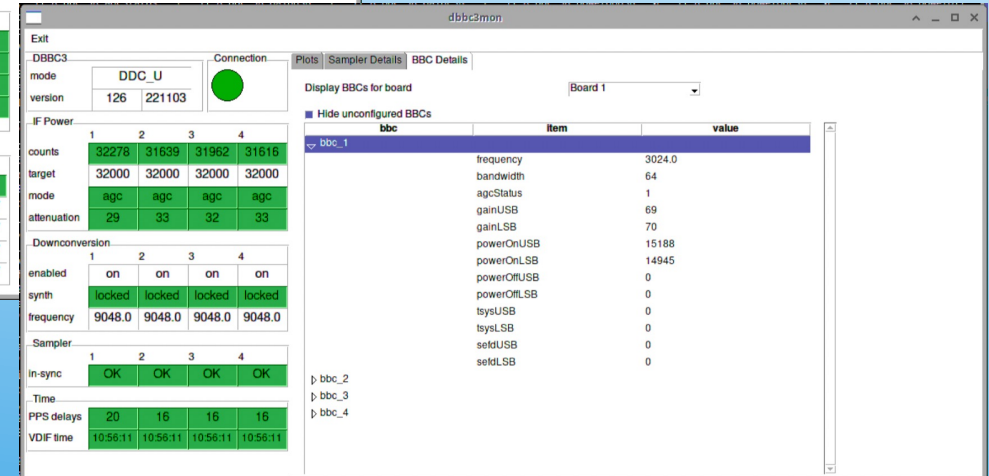 dbbc3mon
Exit
DBBC3
Connection
mode DDC_U
version 126 221103
IF Power
1 2 3 4
counts 32278 31639 31962 31616
target 32000 32000 32000 32000
mode agc agc agc agc
attenuation 29 33 32 33
Downconversion
1 2 3 4
enabled on on on on
synth locked locked locked locked
frequency 9048.0 9048.0 9048.0 9048.0
Sampler
1 2 3 4
in-sync OK OK OK OK
Time
PPS delays 20 16 16 16
VDIF time 10:56:11 10:56:11 10:56:11 10:56:11
Plots Sampler Details BBC Details
Display BBCs for board Board 1
Hide unconfigured BBCs
bbc item value
bbc_1
frequency 3024.0
bandwidth 64
agcStatus 1
gainUSB 69
gainLSB 70
powerOnUSB 15188
powerOnLSB 14945
powerOffUSB 0
powerOffLSB 0
tsysUSB 0
tsysLSB 0
sefdUSB 0
sefdLSB 0
bbc_2
bbc_3
bbc_4